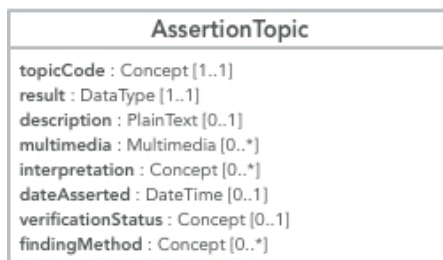 AssertionTopic
topicCode : Concept [1..1]
result : DataType [1..1]
description : PlainText [0..1]
multimedia : Multimedia [0..*]
interpretation : Concept [0..*]
dateAsserted : DateTime [0..1]
verificationStatus : Concept [0..1]
findingMethod : Concept [0..*]